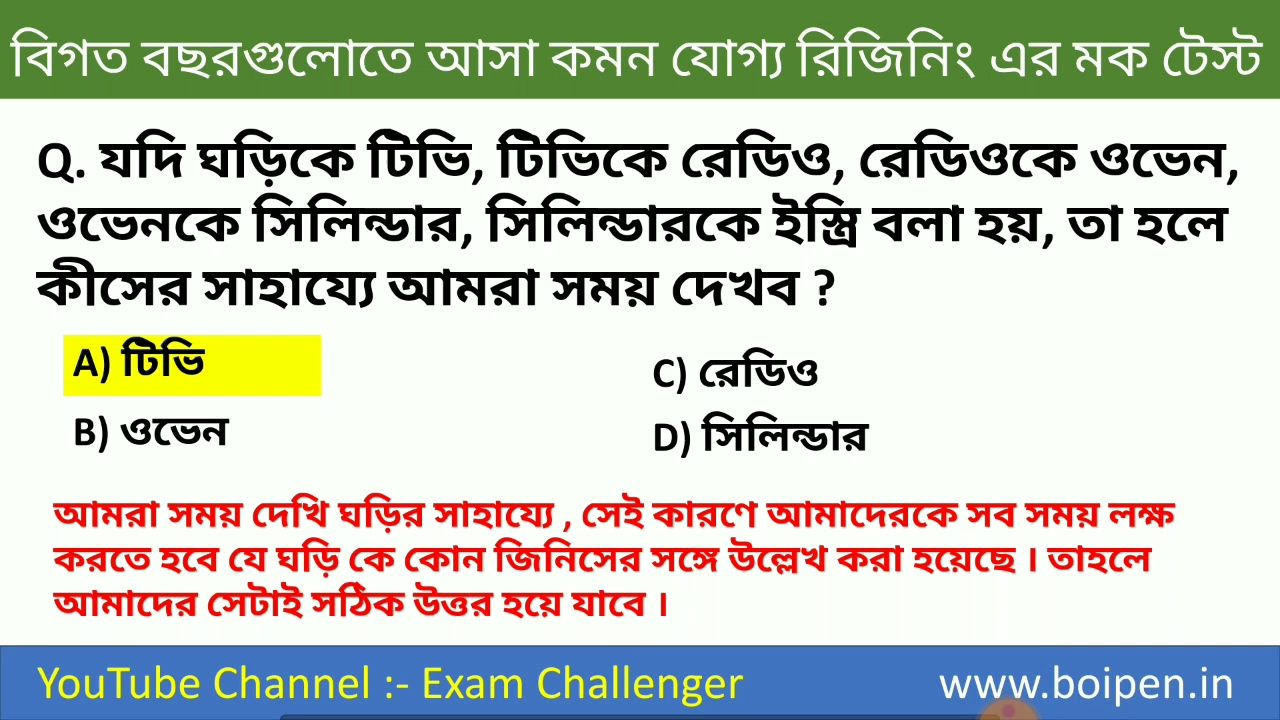 বিগত বছরগুলোতে আসা কমন যোগ্য রিজিনিং এর মক টেস্ট
Q. যদি ঘড়িকে টিভি, টিভিকে রেডিও, রেডিওকে ওভেন,
ওভেনকে সিলিন্ডার, সিলিন্ডারকে ইস্ত্রি বলা হয়, তা হলে
কীসের সাহায্যে আমরা সময় দেখব ?
A) টিভি
C) রেডিও
B) ওভেন
D) সিলিন্ডার
আমরা সময় দেখি ঘড়ির সাহায্যে , সেই কারণে আমাদেরকে সব সময় লক্ষ
করতে হবে যে ঘড়ি কে কোন জিনিসের সঙ্গে উল্লেখ করা হয়েছে । তাহলে
আমাদের সেটাই সঠিক উত্তর হয়ে যাবে ।
YouTube Channel :- Exam Challenger
www.boipen.in